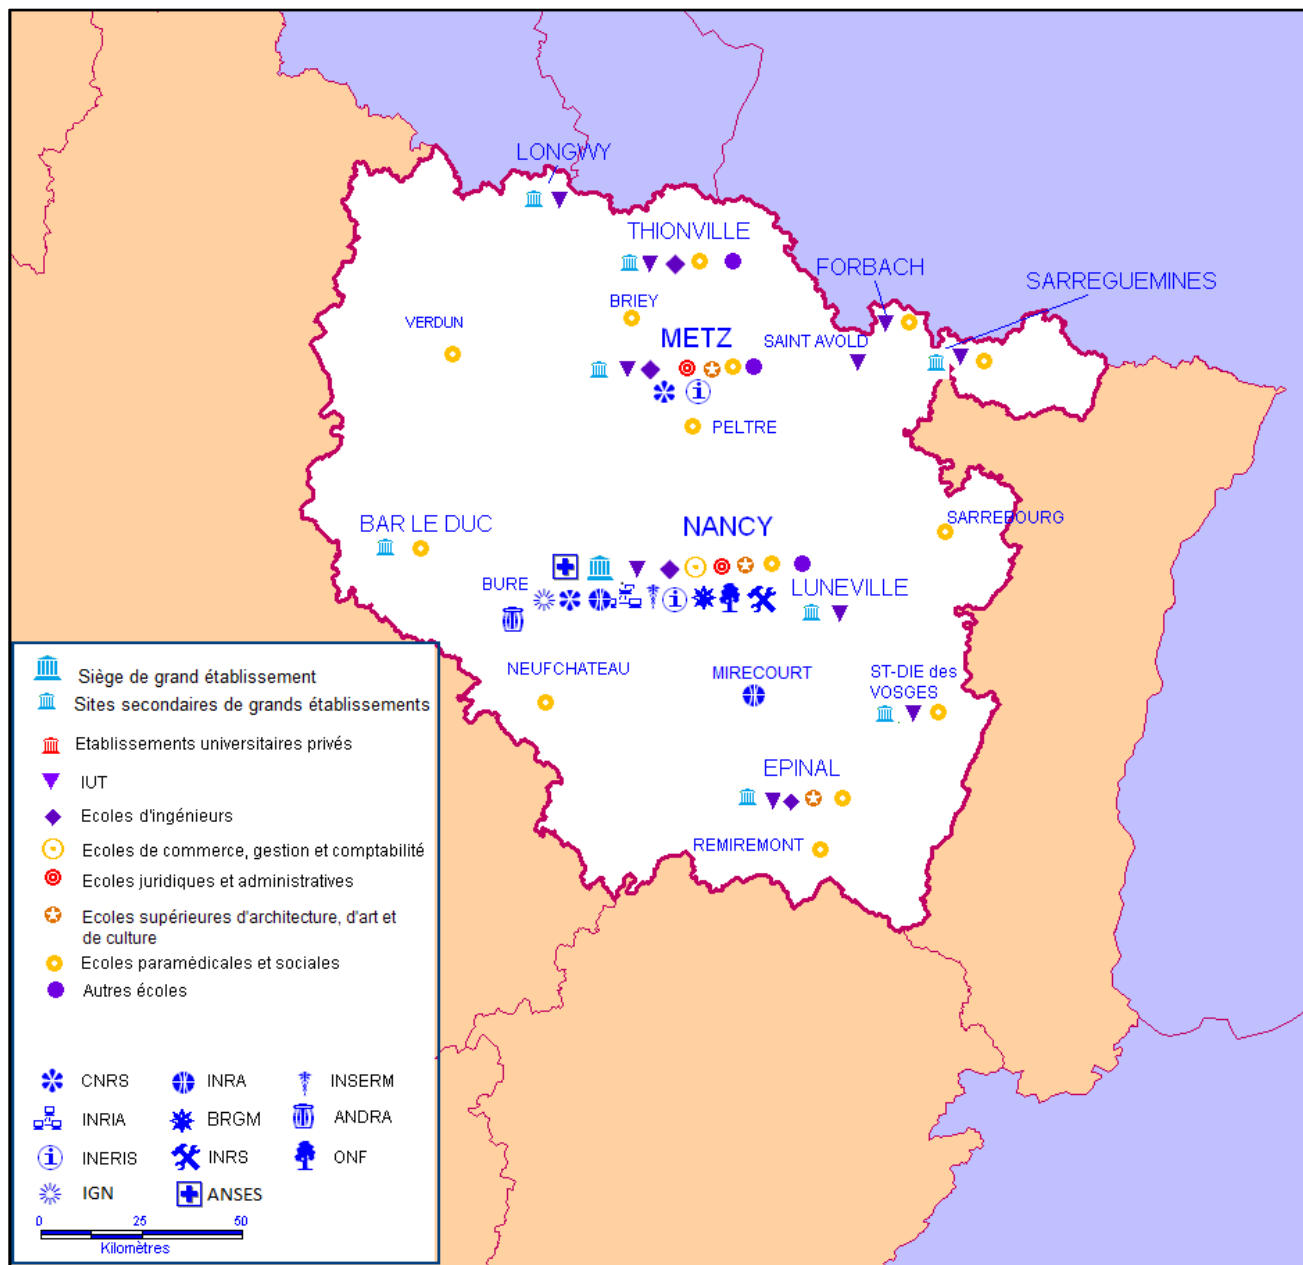 LONGWY
THIONVILLE
FORBACH
SARREGUEMINES
BRIEY
VERDUN
METZ
SAINT AVOLD
PELTRE
BAR LE DUC
NANCY
SARREBOURG
BURE
LUNEVILLE
NEUFCHATEAU
MIRECOURT
ST-DIE des
VOSGES
EPINAL
REMIREMONT
Siège de grand établissement
Sites secondaires de grands établissements
Etablissements universitaires privés
IUT
Ecoles d'ingénieurs
Ecoles de commerce, gestion et comptabilité
Ecoles juridiques et administratives
Ecoles supérieures d'architecture, d'art et
de culture
Ecoles paramèdicales et sociales
Autres écoles
CNRS INRA INSERM
INRIA BRGM ANDRA
INERIS INRS ONF
IGN ANSES
0 25 50
Kilomètres